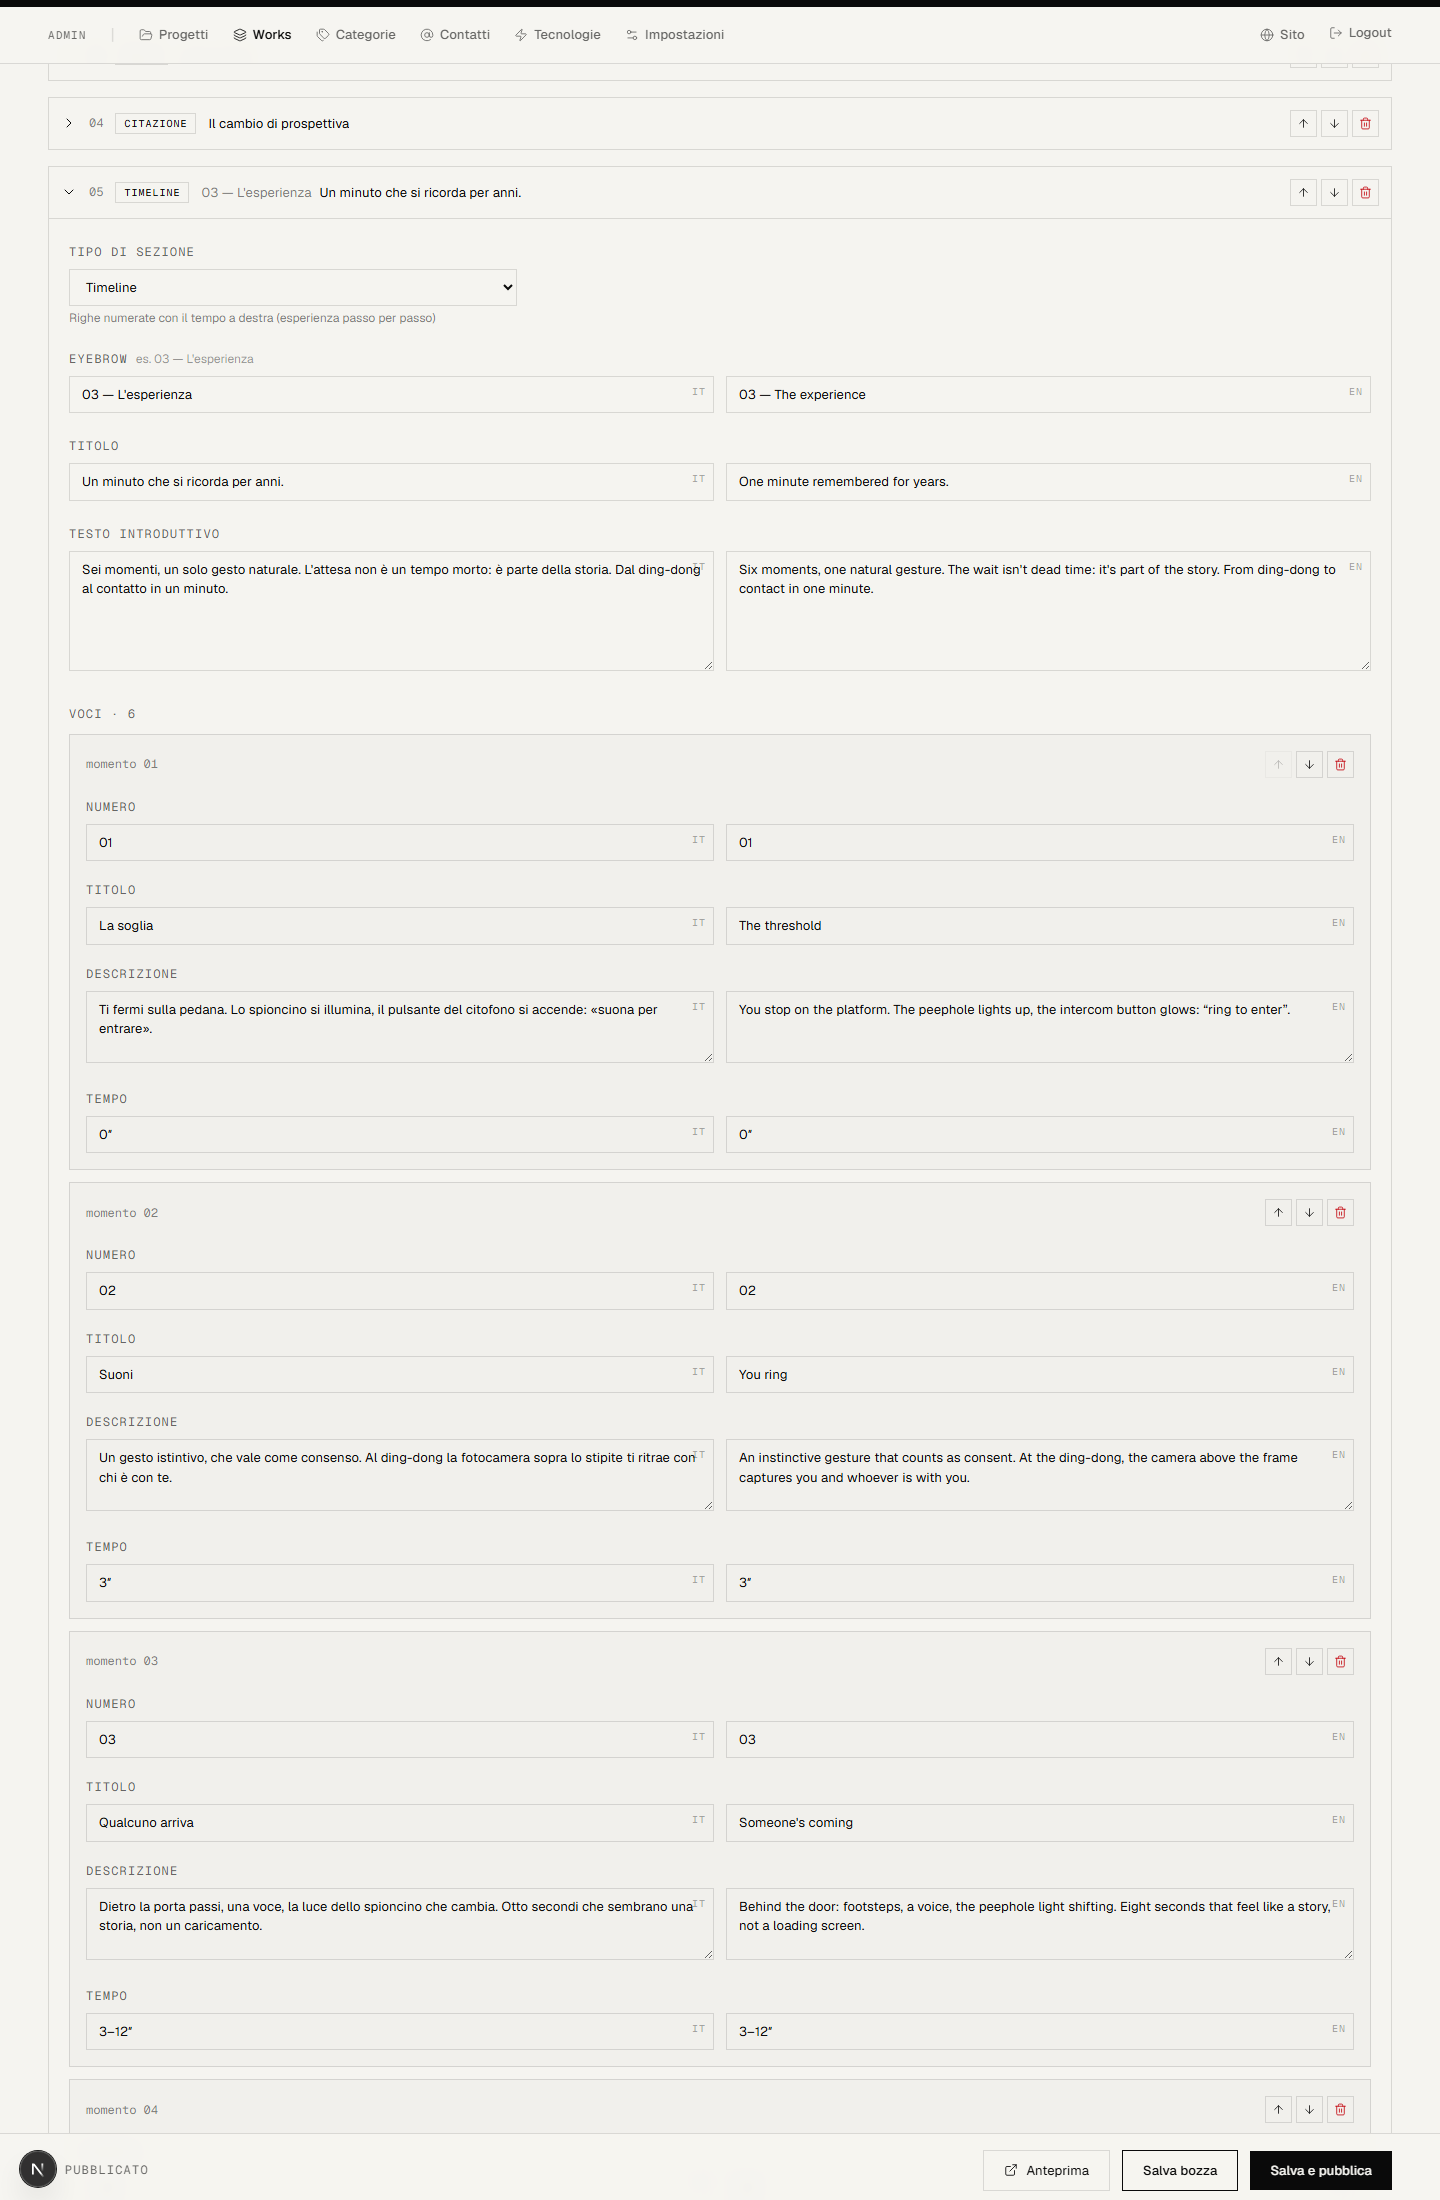 ADMIN
Progetti
Works
Categorie
Contatti
Tecnologie
Impostazioni
Sito
Logout
04 CITAZIONE Il cambio di prospettiva
05 TIMELINE 03 — L'esperienza Un minuto che si ricorda per anni.
TIPO DI SEZIONE
Timeline
Righe numerate con il tempo a destra (esperienza passo per passo)
EYEBROW es. 03 — L'esperienza
03 — L'esperienza IT
03 — The experience EN
TITOLO
Un minuto che si ricorda per anni. IT
One minute remembered for years. EN
TESTO INTRODUTTIVO
Sei momenti, un solo gesto naturale. L'attesa non è un tempo morto: è parte della storia. Dal ding-dong IT
al contatto in un minuto.
Six moments, one natural gesture. The wait isn't dead time: it's part of the story. From ding-dong to EN
contact in one minute.
VOCI · 6
momento 01
NUMERO
01 IT
01 EN
TITOLO
La soglia IT
The threshold EN
DESCRIZIONE
Ti fermi sulla pedana. Lo spioncino si illumina, il pulsante del citofono si accende: «suona per IT
entrare».
You stop on the platform. The peephole lights up, the intercom button glows: “ring to enter”. EN
TEMPO
0″ IT
0″ EN
momento 02
NUMERO
02 IT
02 EN
TITOLO
Suoni IT
You ring EN
DESCRIZIONE
Un gesto istintivo, che vale come consenso. Al ding-dong la fotocamera sopra lo stipite ti ritrae con IT
chi è con te.
An instinctive gesture that counts as consent. At the ding-dong, the camera above the frame EN
captures you and whoever is with you.
TEMPO
3″ IT
3″ EN
momento 03
NUMERO
03 IT
03 EN
TITOLO
Qualcuno arriva IT
Someone's coming EN
DESCRIZIONE
Dietro la porta passi, una voce, la luce dello spioncino che cambia. Otto secondi che sembrano una IT
storia, non un caricamento.
Behind the door: footsteps, a voice, the peephole light shifting. Eight seconds that feel like a story, EN
not a loading screen.
TEMPO
3–12″ IT
3–12″ EN
momento 04
N
PUBBLICATO
Anteprima
Salva bozza
Salva e pubblica